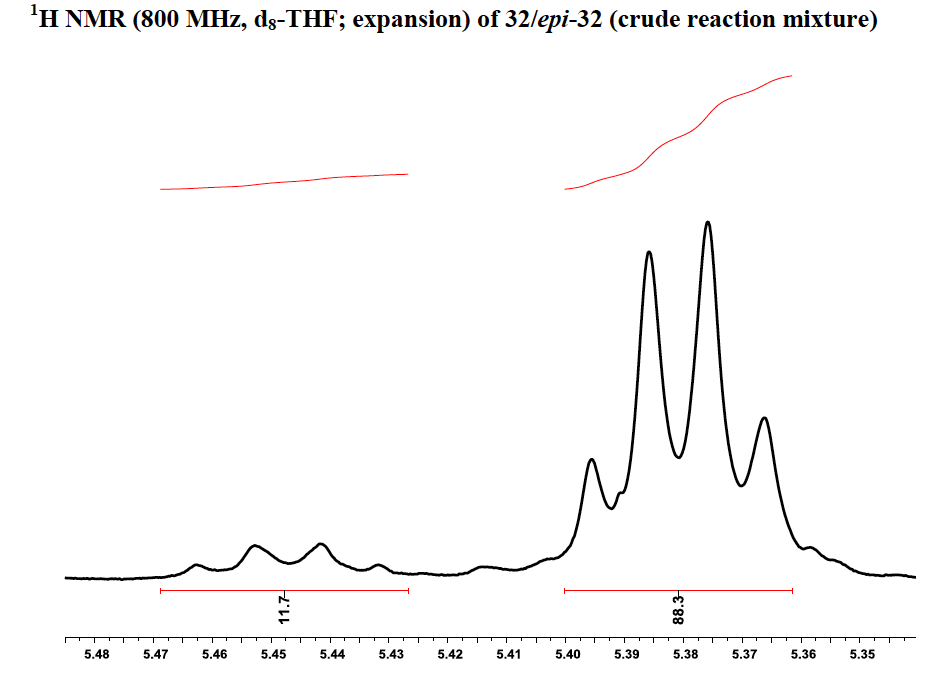 ¹H NMR (800 MHz, d₈-THF; expansion) of 32/epi-32 (crude reaction mixture)
11.7
88.3
5.48 5.47 5.46 5.45 5.44 5.43 5.42 5.41 5.40 5.39 5.38 5.37 5.36 5.35